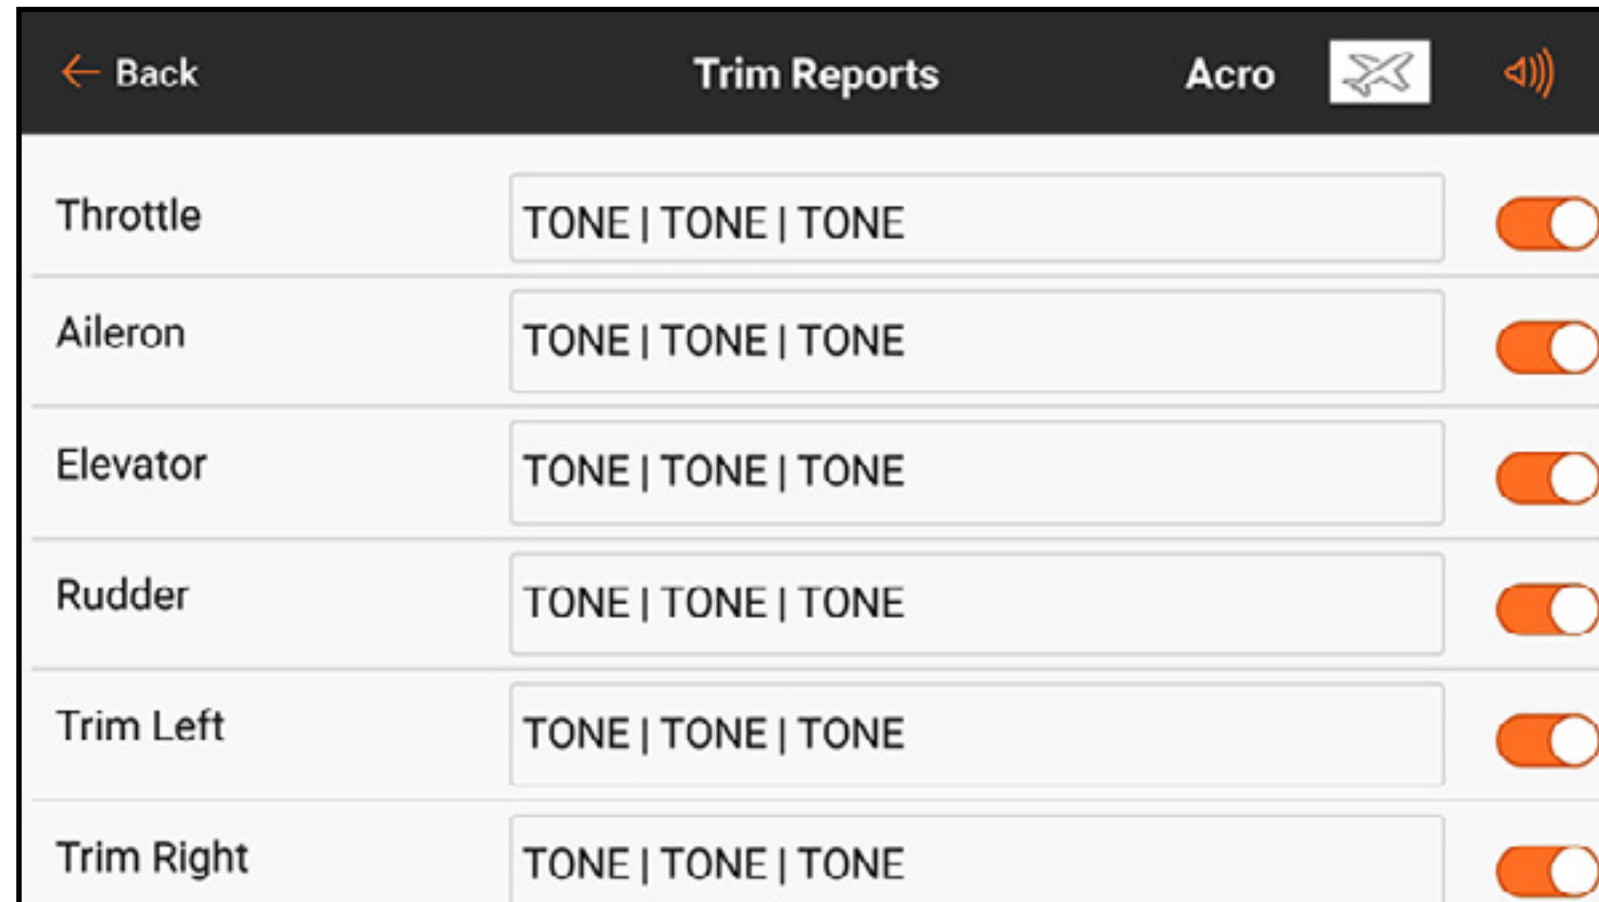 Back Trim Reports Acro
Throttle TONE | TONE | TONE
Aileron TONE | TONE | TONE
Elevator TONE | TONE | TONE
Rudder TONE | TONE | TONE
Trim Left TONE | TONE | TONE
Trim Right TONE | TONE | TONE